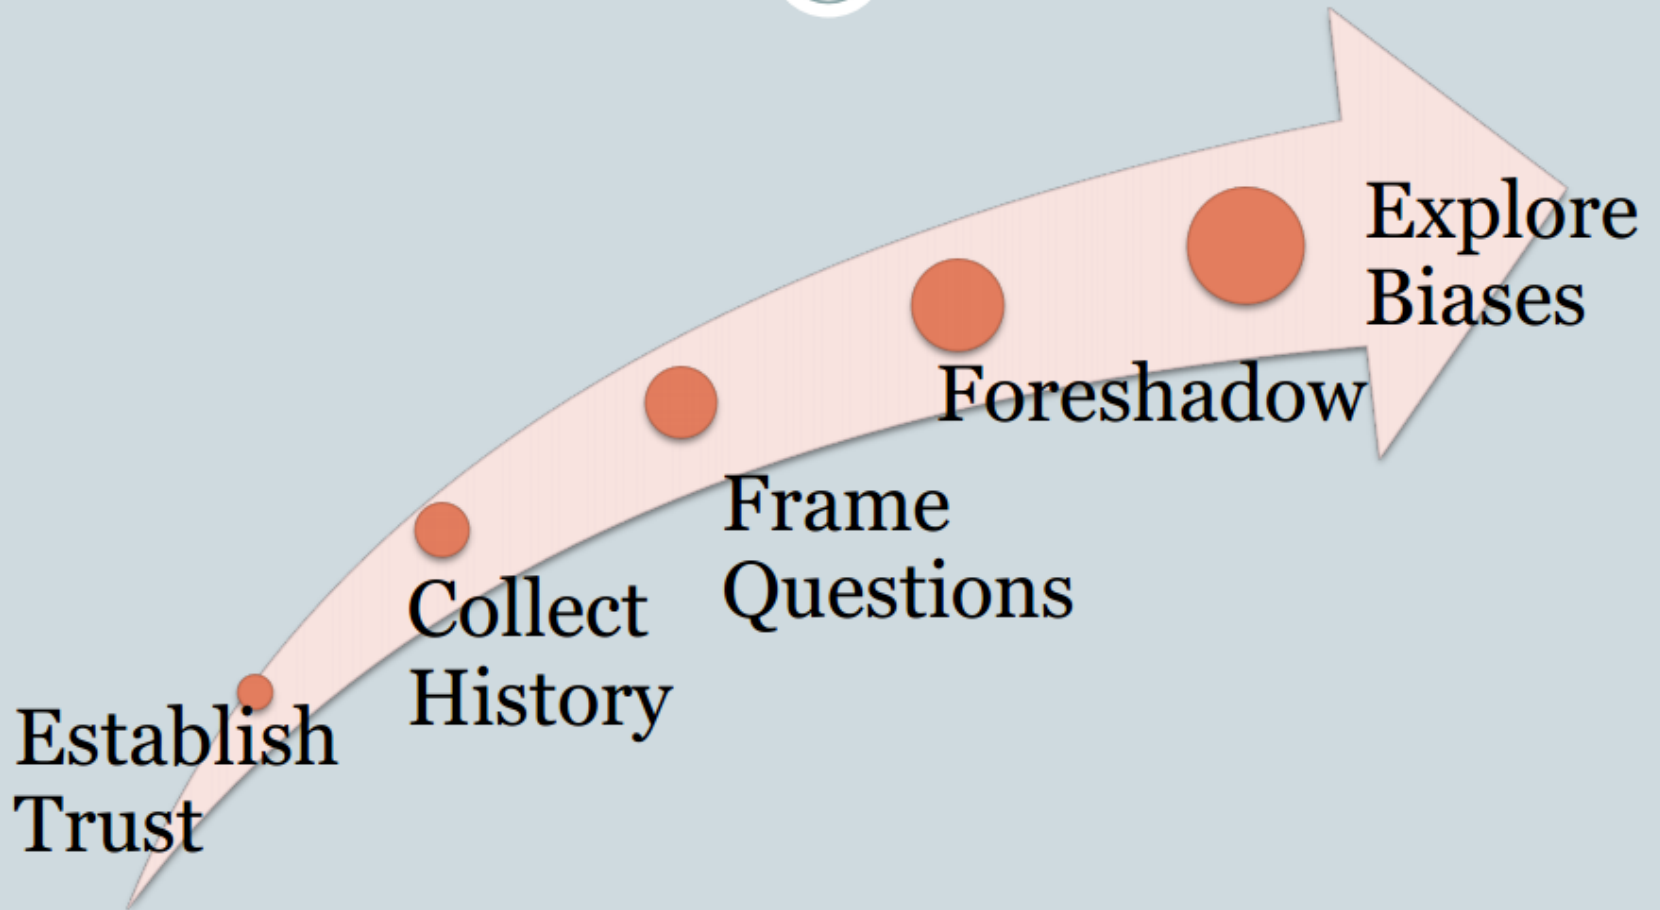 Establish
Trust
Collect
History
Frame
Questions
Foreshadow
Explore
Biases